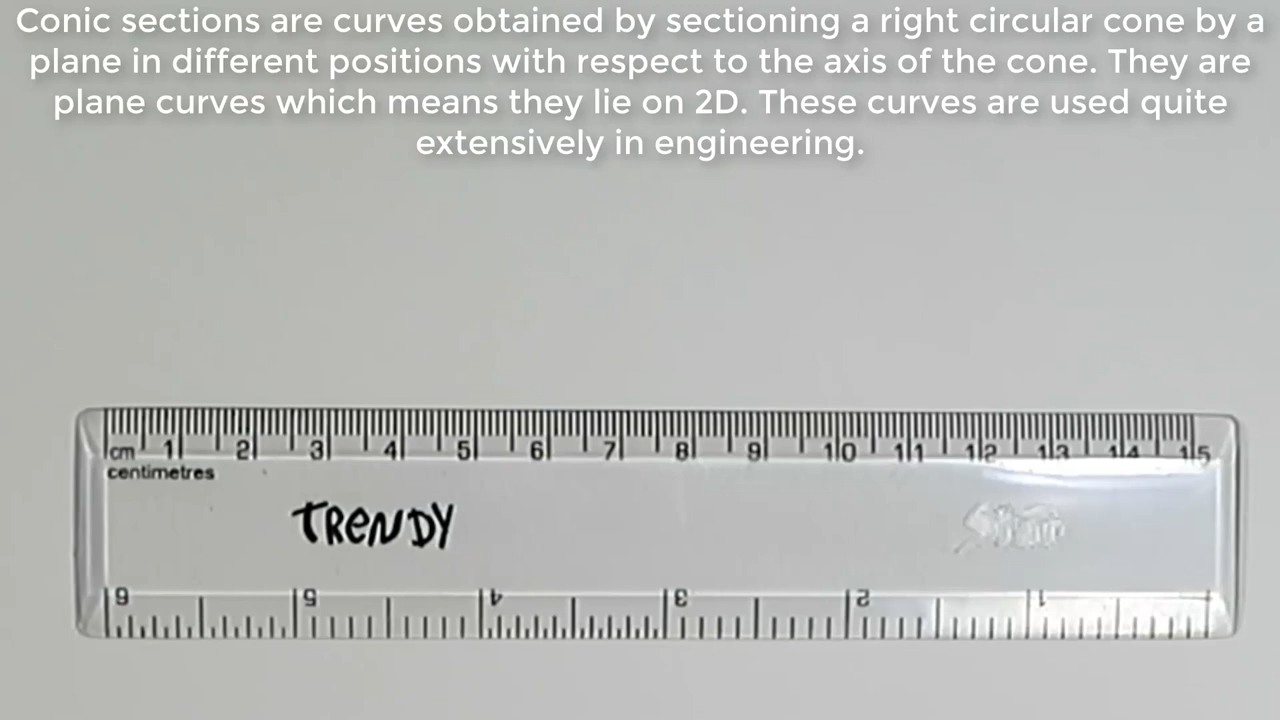 Conic sections are curves obtained by sectioning a right circular cone by a
plane in different positions with respect to the axis of the cone. They are
plane curves which means they lie on 2D. These curves are used quite
extensively in engineering.
cm 1 2 3 4 5 6 7 8 9 10 11 12 13 14 15
centimetres
TRENDY
6 5 4 3 2 1